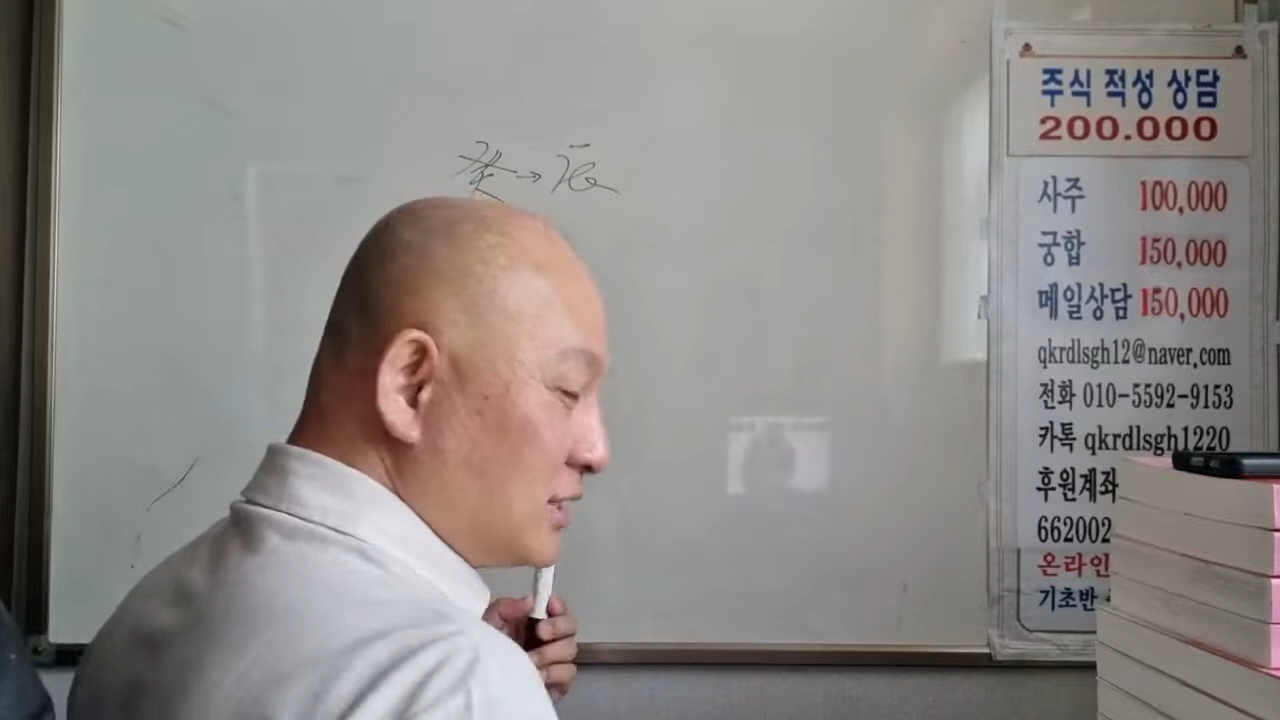 癸→辰
주식 적성 상담
200.000
사주 100,000
궁합 150,000
메일상담 150,000
qkrdlsgh12@naver,com
전화 010-5592-9153
카톡 qkrdlsgh1220
후원계좌
662002
온라인
기초반